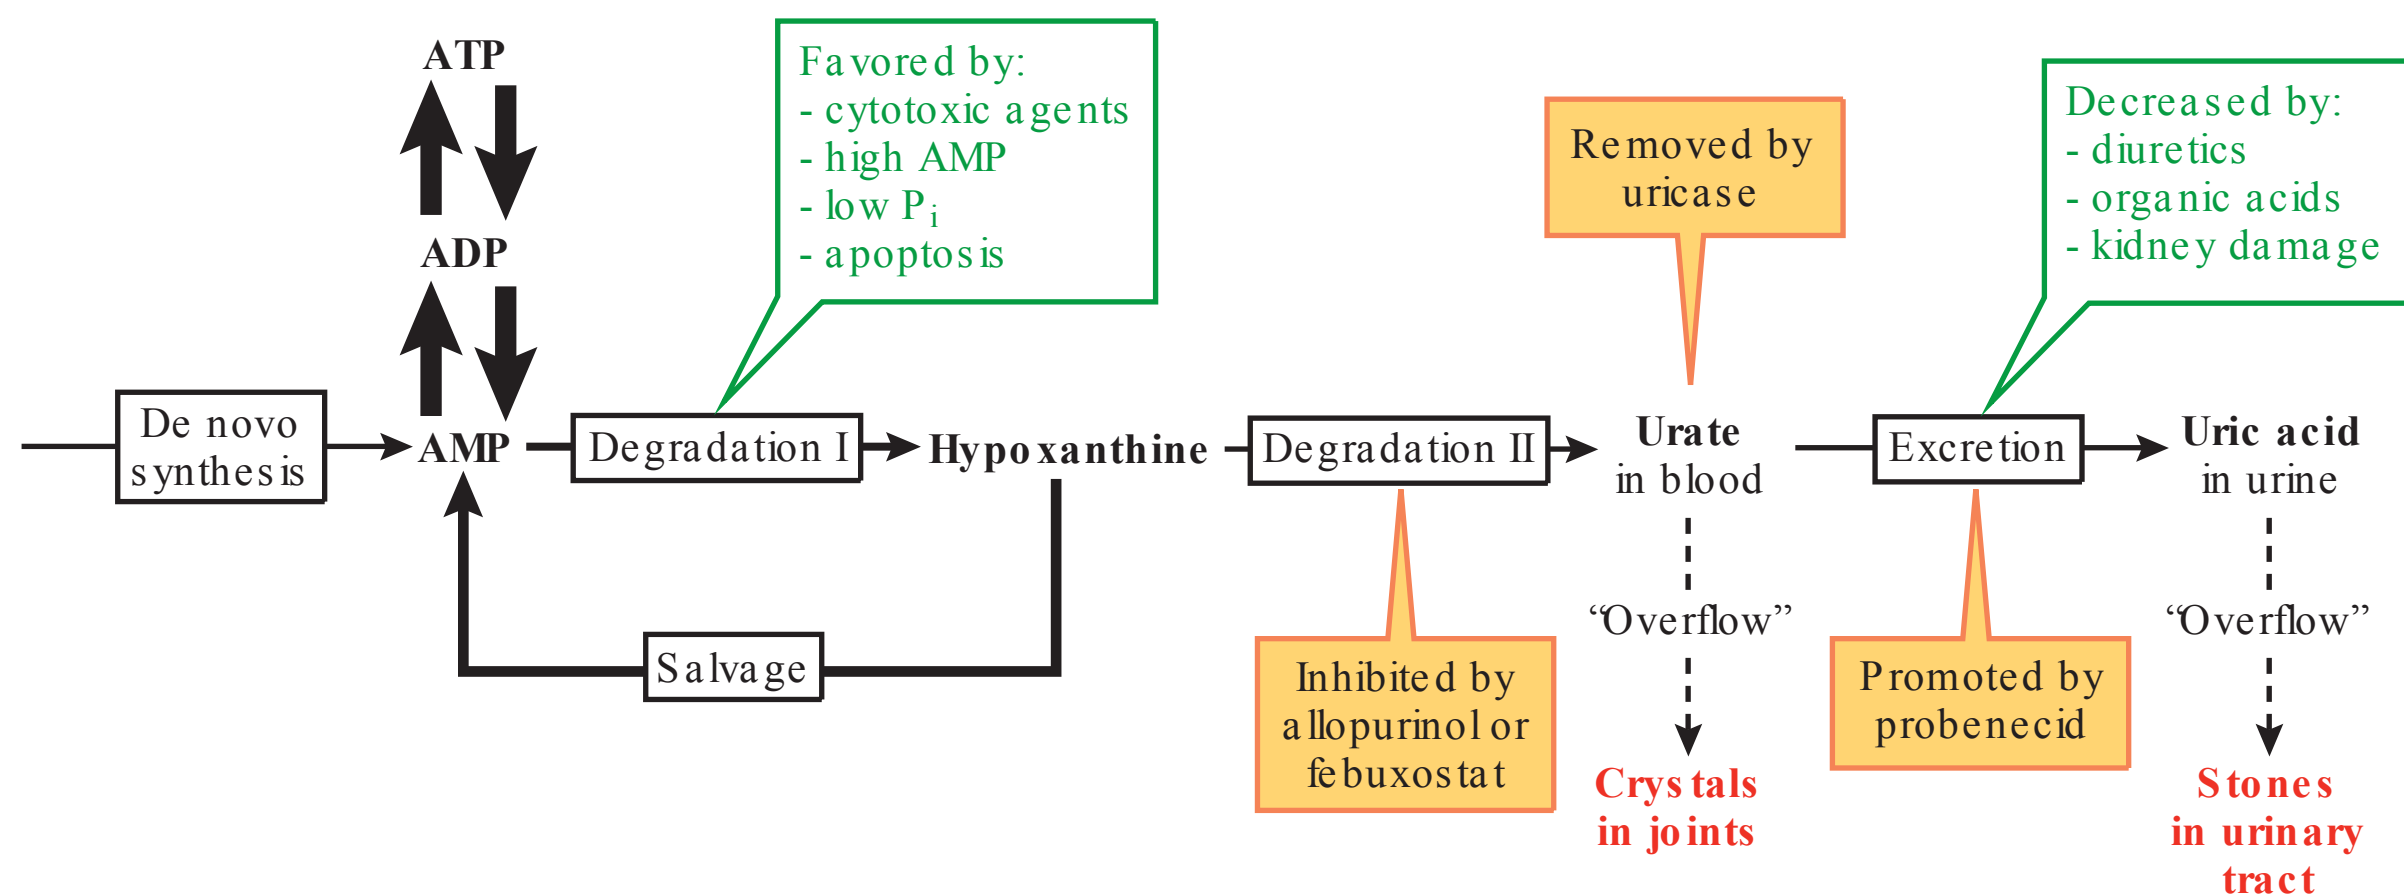 ATP
ADP
Favored by:
- cytotoxic agents
- high AMP
- low Pi
- apoptosis
Removed by
uricase
Decreased by:
- diuretics
- organic acids
- kidney damage
De novo
synthesis
AMP
Degradation I
Hypoxanthine
Degradation II
Urate
in blood
Excretion
Uric acid
in urine
Salvage
Inhibited by
allopurinol or
febuxostat
“Overflow”
Promoted by
probenecid
“Overflow”
Crystals
in joints
Stones
in urinary
tract